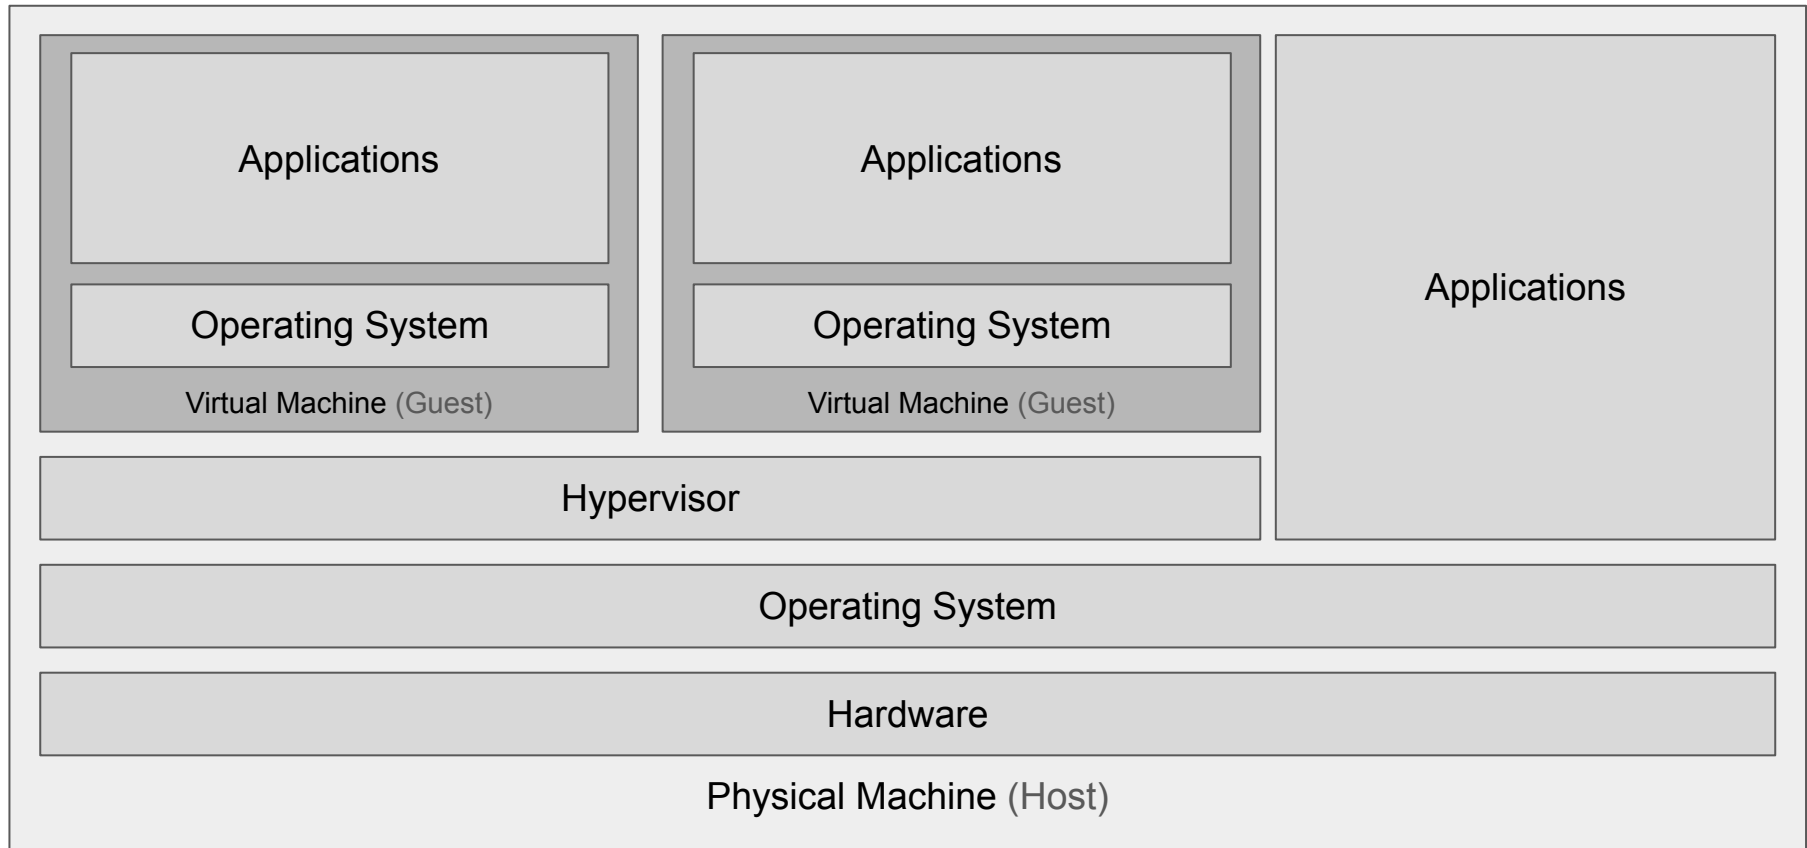 Applications
Operating System
Virtual Machine (Guest)
Applications
Operating System
Virtual Machine (Guest)
Applications
Hypervisor
Operating System
Hardware
Physical Machine (Host)